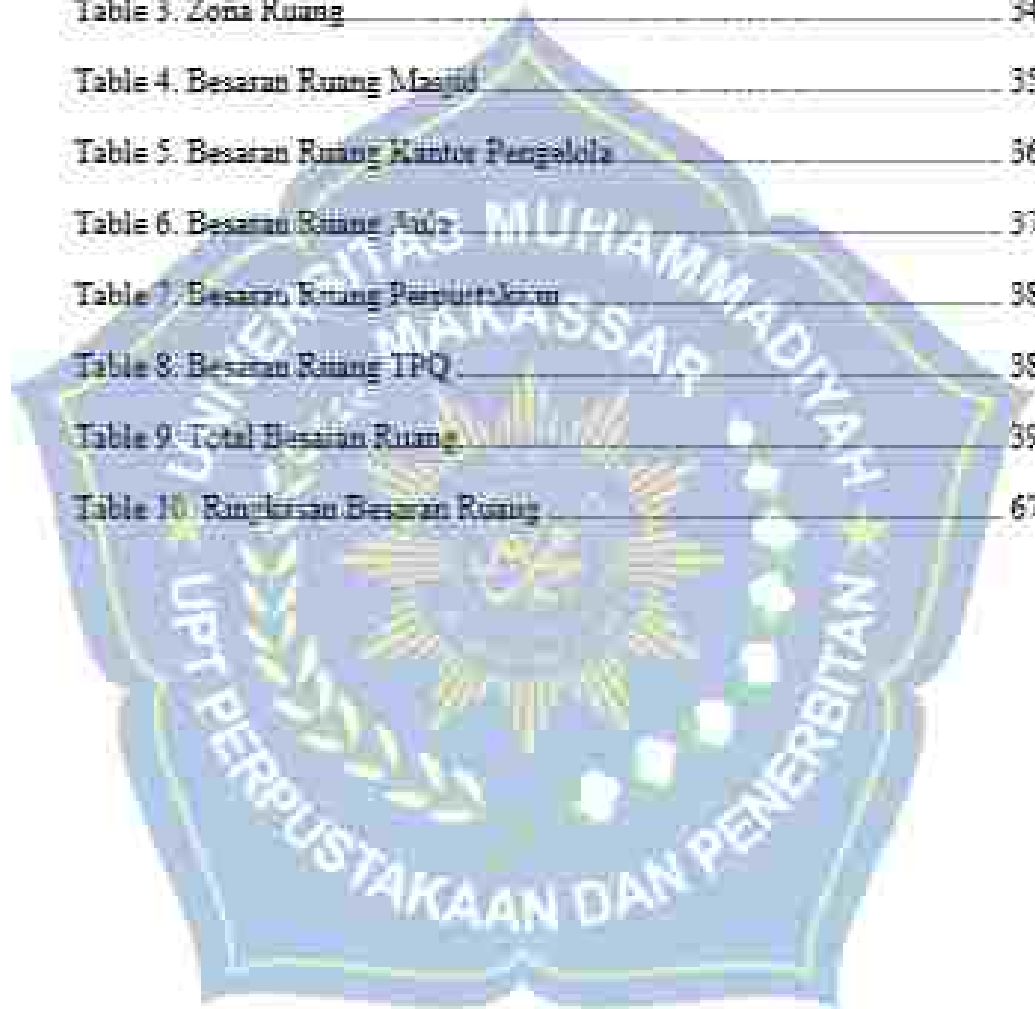 Table 3. Zona Ruang 34
Table 4. Besaran Ruang Masjid 35
Table 5. Besaran Ruang Kantor Pengelola 36
Table 6. Besaran Ruang Aula 37
Table 7. Besaran Ruang Perpustakaan 38
Table 8. Besaran Ruang TPQ 38
Table 9. Total Besaran Ruang 39
Table 10. Ringkasan Besaran Ruang
UNIVERSITAS MUHAMMADIYAH
MAKASSAR
UPT PERPUSTAKAAN DAN PENERBITAN